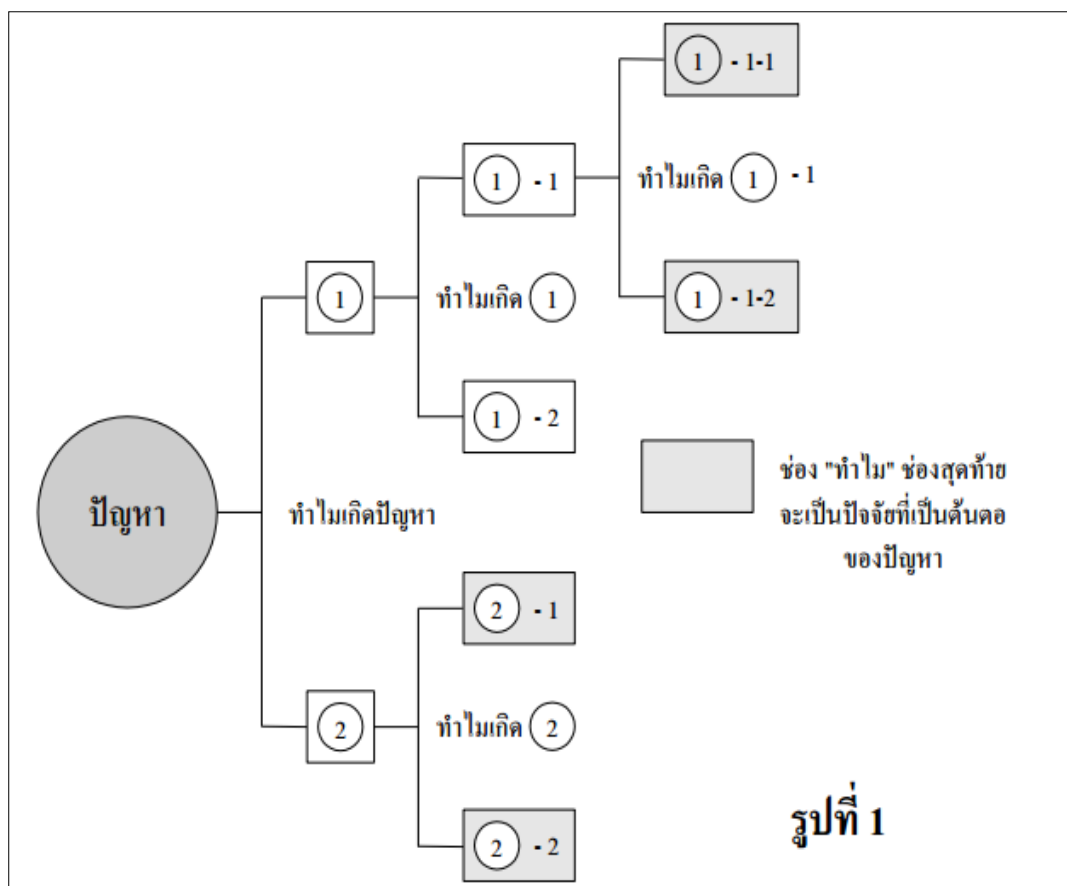 ① - 1-1
① - 1
ทำไมเกิด ① - 1
①
ทำไมเกิด ①
① - 1-2
① - 2
ปัญหา
ทำไมเกิดปัญหา
ช่อง "ทำไม" ช่องสุดท้าย
จะเป็นปัจจัยที่เป็นต้นตอ
ของปัญหา
② - 1
②
ทำไมเกิด ②
② - 2
รูปที่ 1